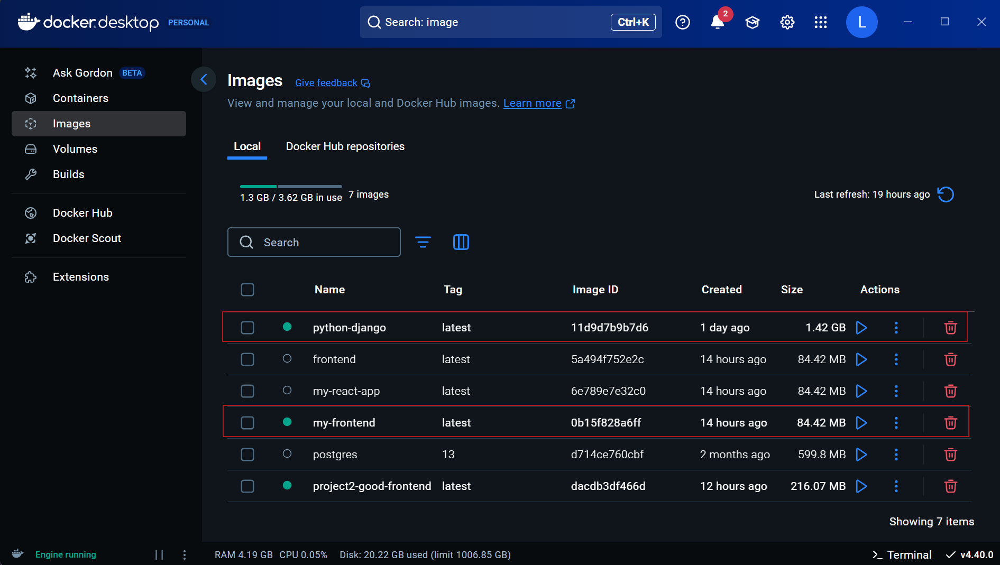 docker.desktop PERSONAL
Search: image
Ctrl+K
2
L
Ask Gordon BETA
Containers
Images
Volumes
Builds
Docker Hub
Docker Scout
Extensions
Images Give feedback
View and manage your local and Docker Hub images. Learn more
Local Docker Hub repositories
1.3 GB / 3.62 GB in use 7 images
Last refresh: 19 hours ago
Search
Name Tag Image ID Created Size Actions
python-django latest 11d9d7b9b7d6 1 day ago 1.42 GB
frontend latest 5a494f752e2c 14 hours ago 84.42 MB
my-react-app latest 6e789e7e32c0 14 hours ago 84.42 MB
my-frontend latest 0b15f828a6ff 14 hours ago 84.42 MB
postgres 13 d714ce760cbf 2 months ago 599.8 MB
project2-good-frontend latest dacdb3df466d 12 hours ago 216.07 MB
Showing 7 items
Engine running
RAM 4.19 GB CPU 0.05% Disk: 20.22 GB used (limit 1006.85 GB)
Terminal
v4.40.0